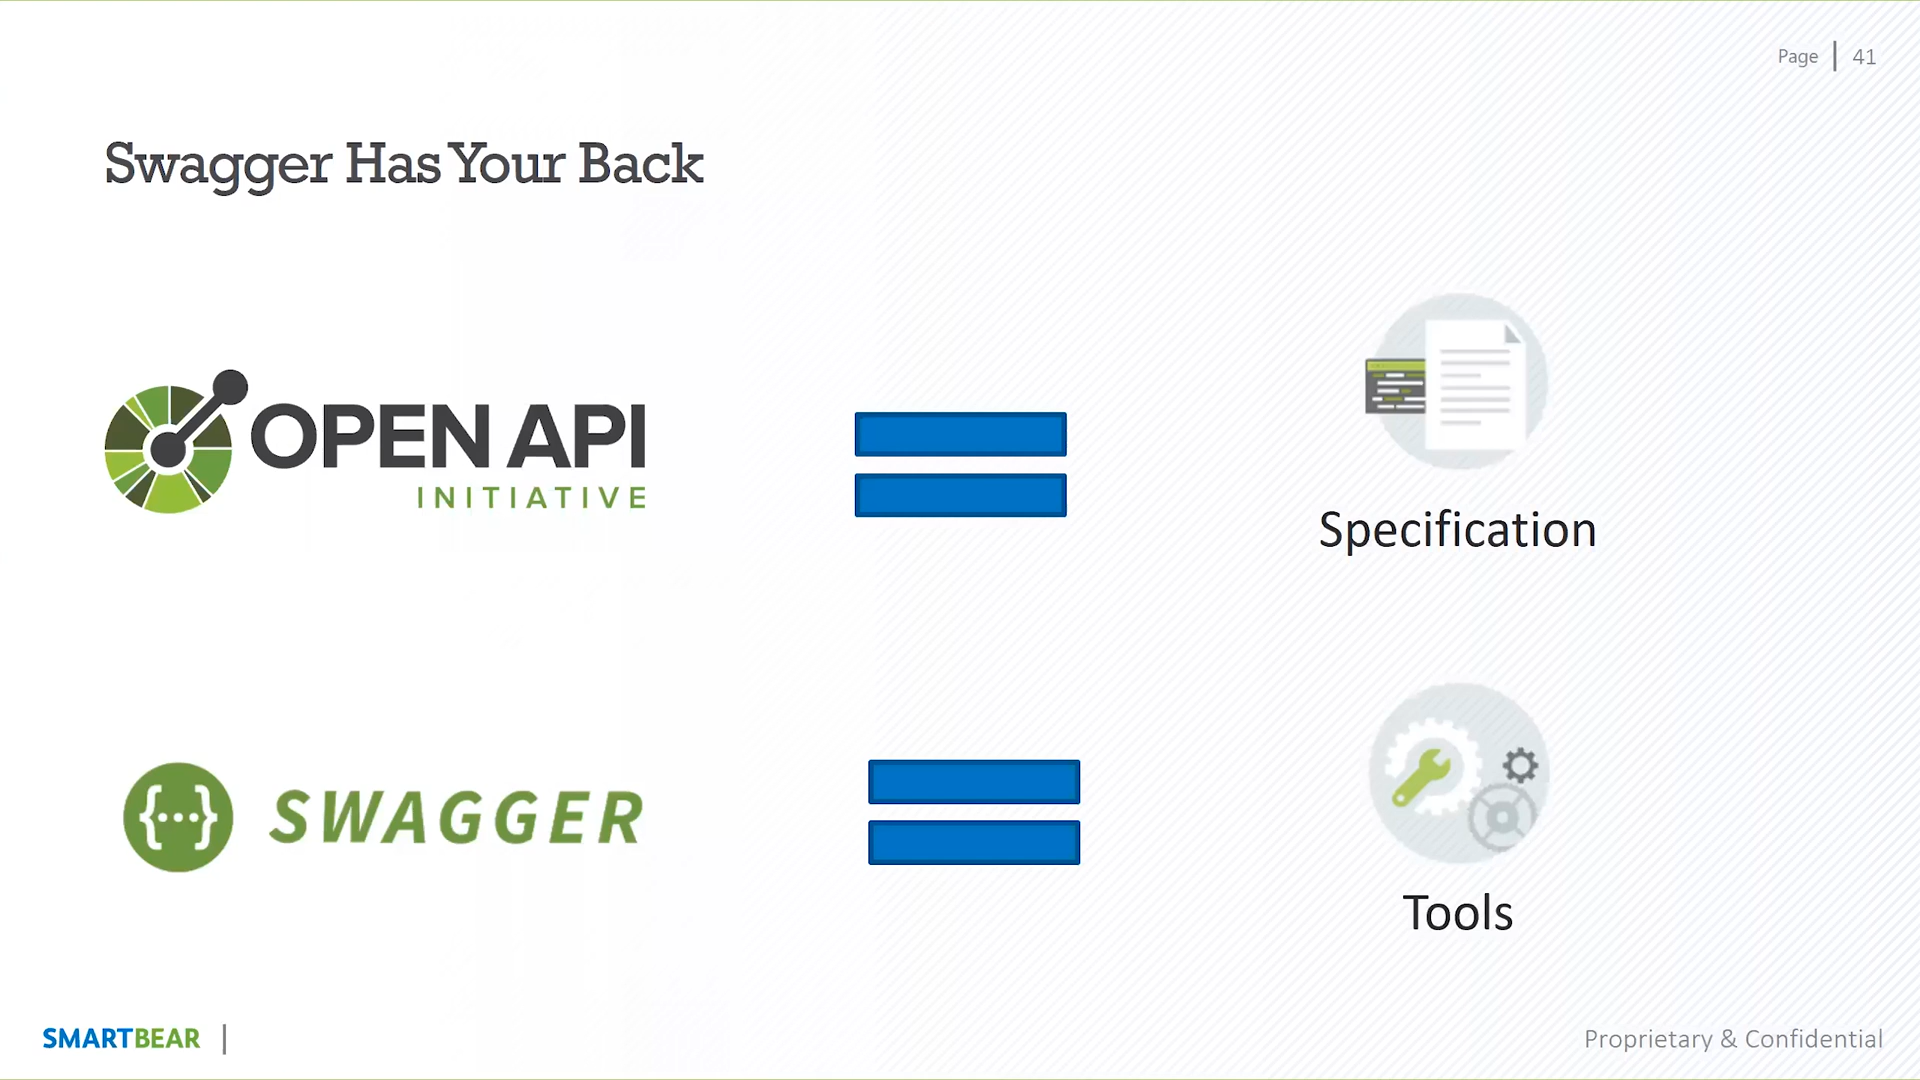 Page | 41
Swagger Has Your Back
OPEN API
INITIATIVE
Specification
{...} SWAGGER
Tools
SMARTBEAR |
Proprietary & Confidential